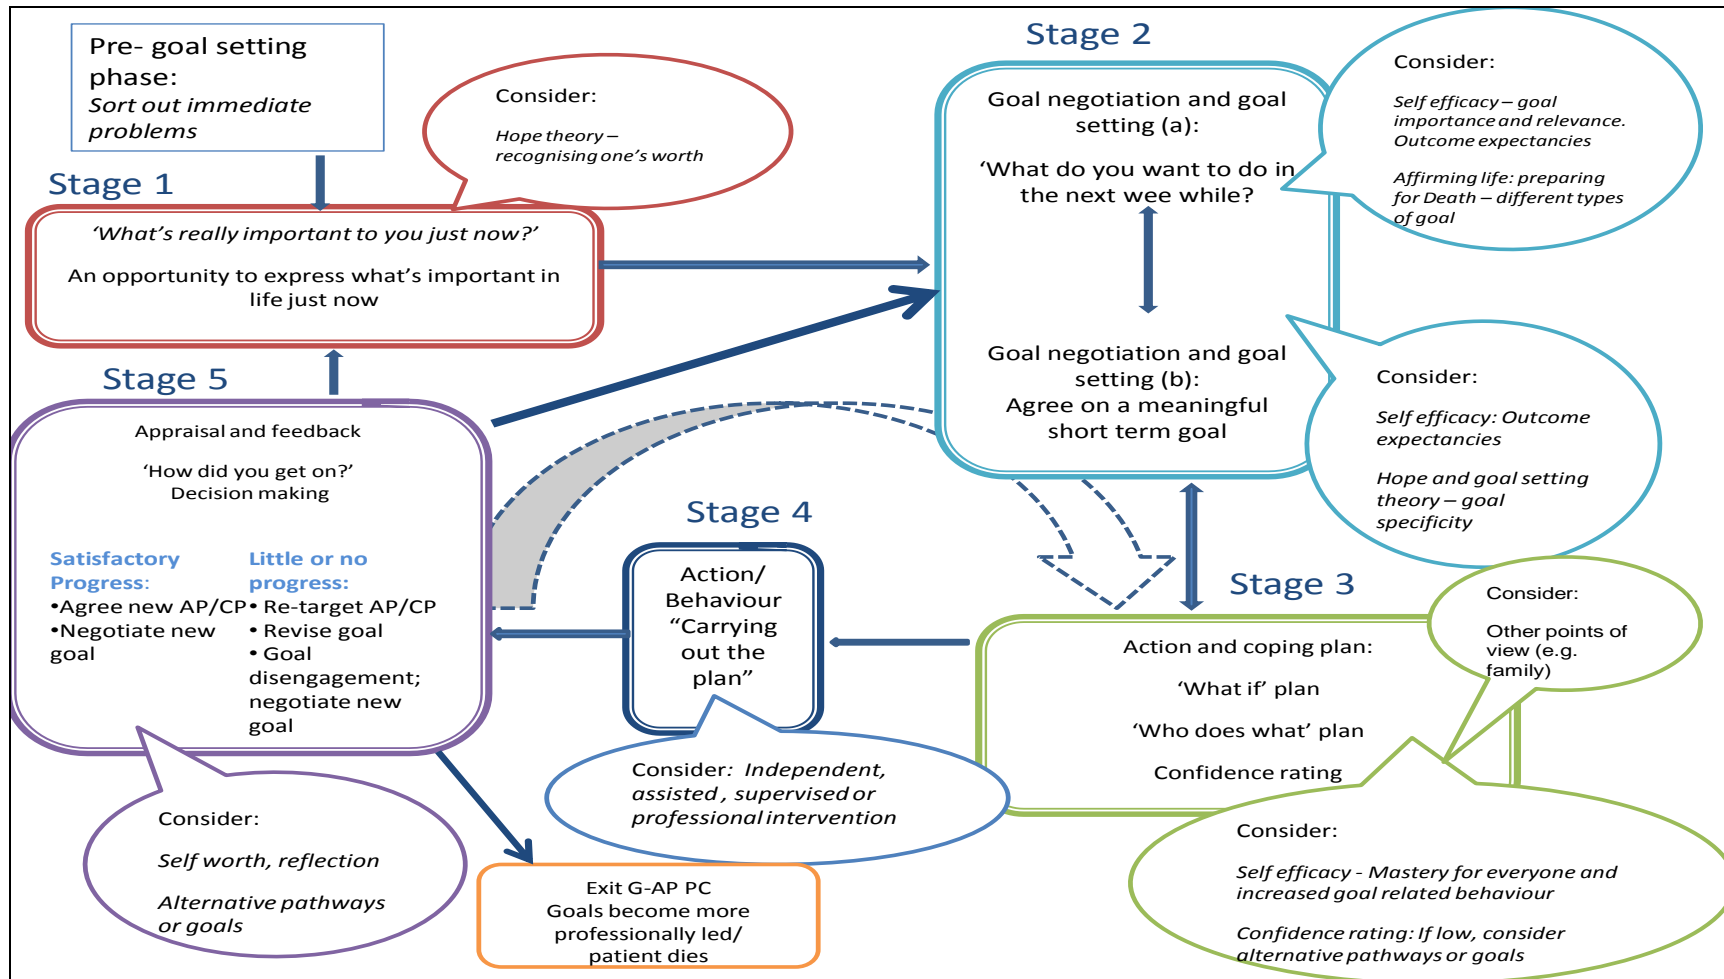 Pre- goal setting
phase:
Sort out immediate
problems
Consider:
Hope theory –
recognising one's worth
Stage 1
'What's really important to you just now?'
An opportunity to express what's important in
life just now
Stage 2
Goal negotiation and goal
setting (a):
'What do you want to do in
the next wee while?
Goal negotiation and goal
setting (b):
Agree on a meaningful
short term goal
Consider:
Self efficacy – goal
importance and relevance.
Outcome expectancies
Affirming life: preparing
for Death – different types
of goal
Consider:
Self efficacy: Outcome
expectancies
Hope and goal setting
theory – goal
specificity
Stage 3
Action and coping plan:
'What if' plan
'Who does what' plan
Confidence rating
Consider:
Other points of
view (e.g.
family)
Consider:
Self efficacy - Mastery for everyone and
increased goal related behaviour
Confidence rating: If low, consider
alternative pathways or goals
Stage 4
Action/
Behaviour
“Carrying
out the
plan”
Consider: Independent,
assisted , supervised or
professional intervention
Stage 5
Appraisal and feedback
'How did you get on?'
Decision making
Satisfactory
Progress:
•Agree new AP/CP
•Negotiate new
goal
Little or no
progress:
• Re-target AP/CP
• Revise goal
• Goal
disengagement;
negotiate new
goal
Consider:
Self worth, reflection
Alternative pathways
or goals
Exit G-AP PC
Goals become more
professionally led/
patient dies